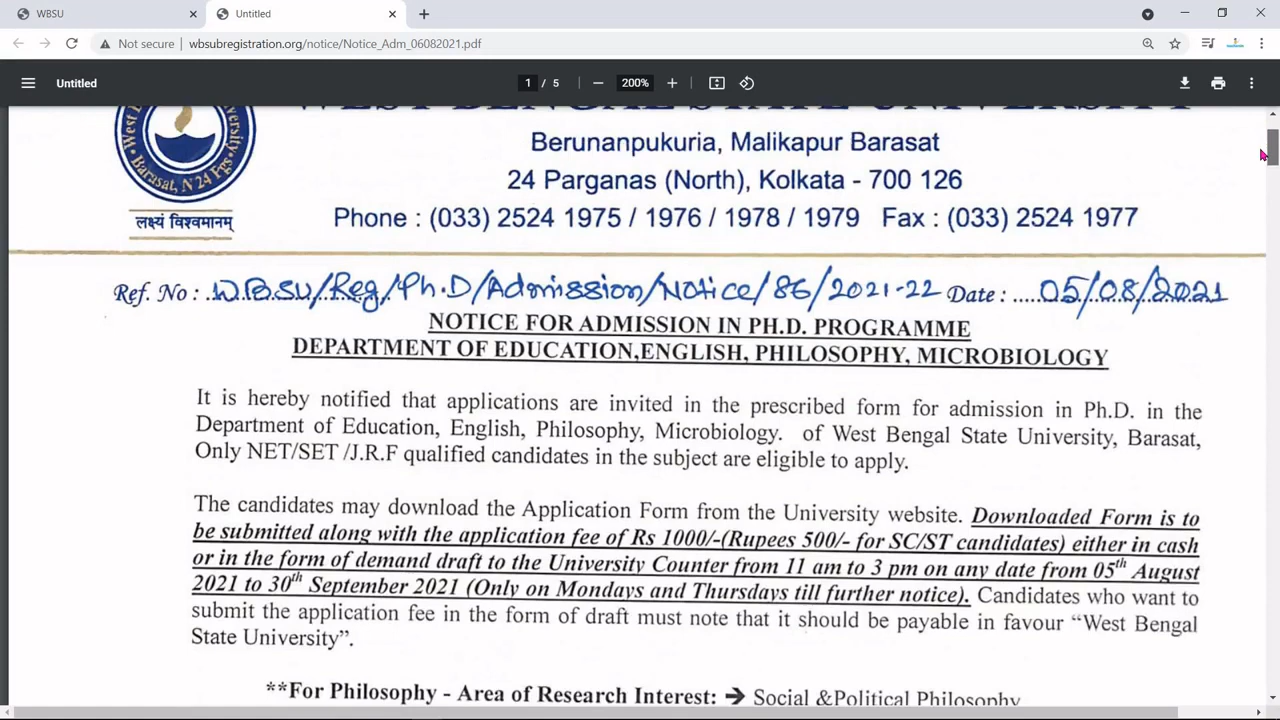 WBSU
Untitled
Not secure | wbsubregistration.org/notice/Notice_Adm_06082021.pdf
Untitled
1 / 5
200%
WEST BENGAL STATE UNIVERSITY
Berunanpukuria, Malikapur Barasat
24 Parganas (North), Kolkata - 700 126
Phone : (033) 2524 1975 / 1976 / 1978 / 1979 Fax : (033) 2524 1977
Barasat, N 24 Pgs
लक्ष्यं विश्वमानम्
Ref. No : WBSU/Reg/Ph.D/Admission/Notice/86/2021-22 Date : 05/08/2021
NOTICE FOR ADMISSION IN PH.D. PROGRAMME
DEPARTMENT OF EDUCATION,ENGLISH, PHILOSOPHY, MICROBIOLOGY
It is hereby notified that applications are invited in the prescribed form for admission in Ph.D. in the
Department of Education, English, Philosophy, Microbiology. of West Bengal State University, Barasat,
Only NET/SET /J.R.F qualified candidates in the subject are eligible to apply.
The candidates may download the Application Form from the University website. Downloaded Form is to
be submitted along with the application fee of Rs 1000/-(Rupees 500/- for SC/ST candidates) either in cash
or in the form of demand draft to the University Counter from 11 am to 3 pm on any date from 05th August
2021 to 30th September 2021 (Only on Mondays and Thursdays till further notice). Candidates who want to
submit the application fee in the form of draft must note that it should be payable in favour “West Bengal
State University”.
**For Philosophy - Area of Research Interest: ➔ Social &Political Philosophy